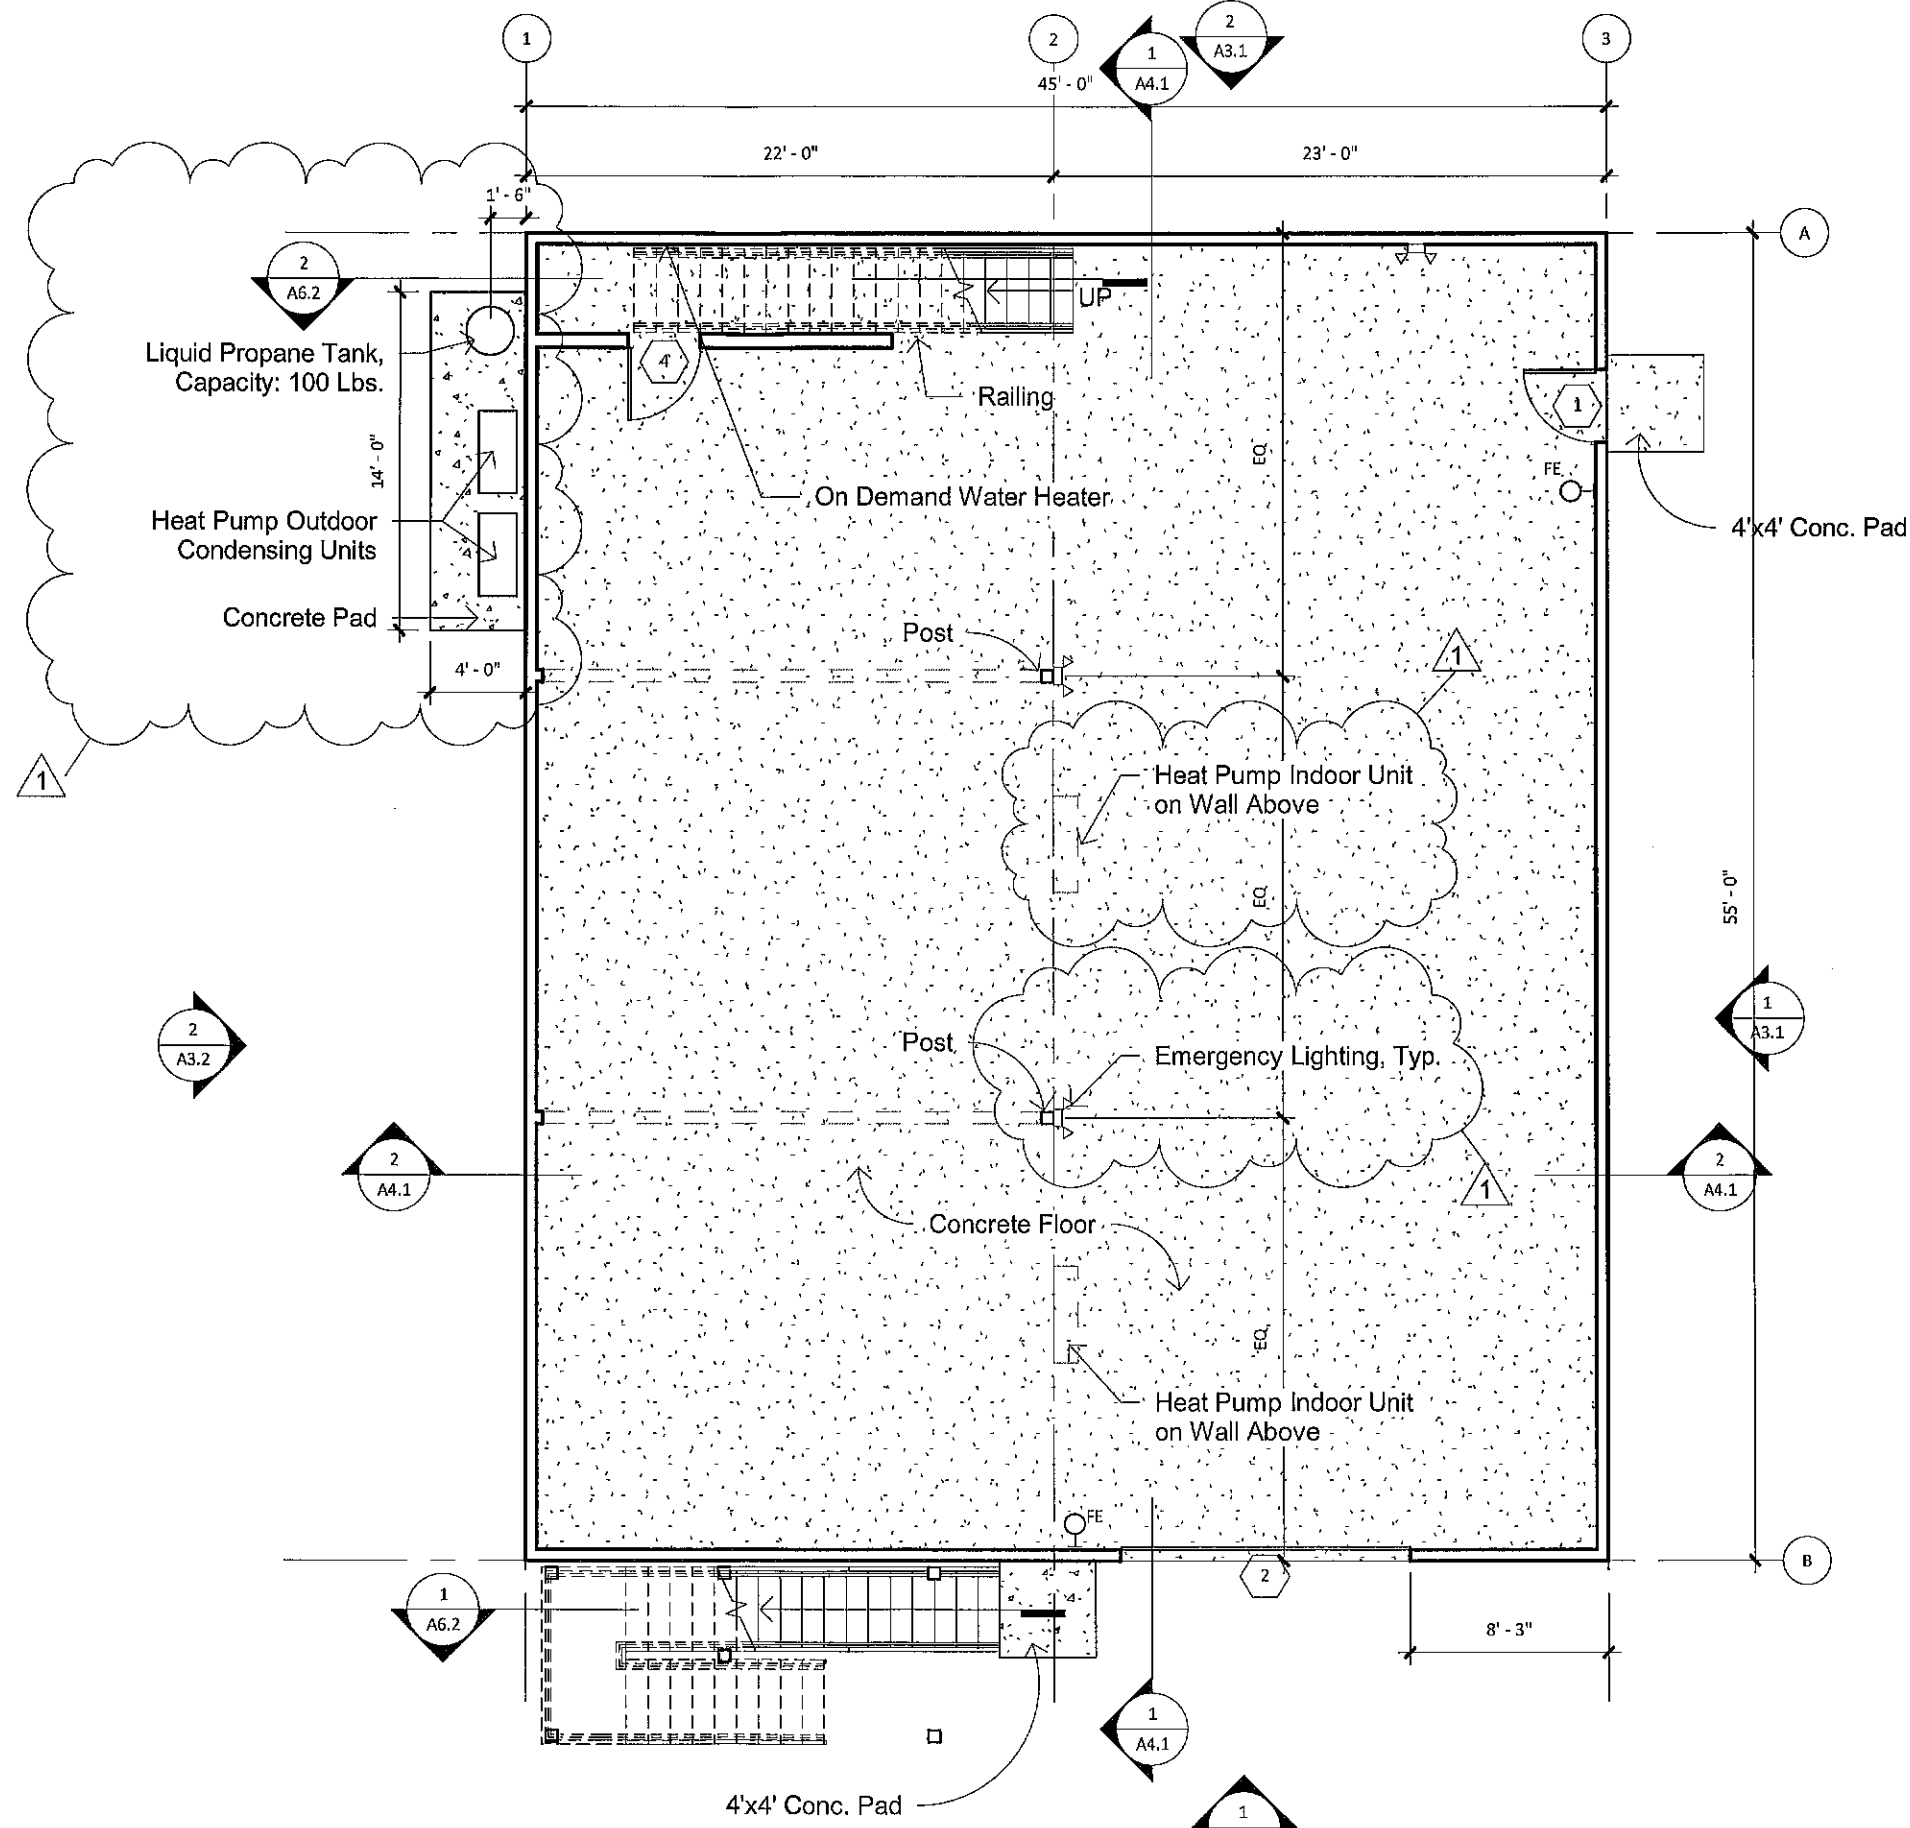 1
2
3
1
A4.1
2
A3.1
45' - 0"
22' - 0"
23' - 0"
1' - 6"
A
2
A6.2
UP
Liquid Propane Tank,
Capacity: 100 Lbs.
4
Railing
1
14' - 0"
EQ
FE
On Demand Water Heater
4'x4' Conc. Pad
Heat Pump Outdoor
Condensing Units
Concrete Pad
Post
1
4' - 0"
1
Heat Pump Indoor Unit
on Wall Above
EQ
55' - 0"
2
A3.2
1
A3.1
Post
Emergency Lighting, Typ.
2
A4.1
2
A4.1
1
Concrete Floor
EQ
Heat Pump Indoor Unit
on Wall Above
FE
B
2
1
A6.2
8' - 3"
1
A4.1
4'x4' Conc. Pad
1